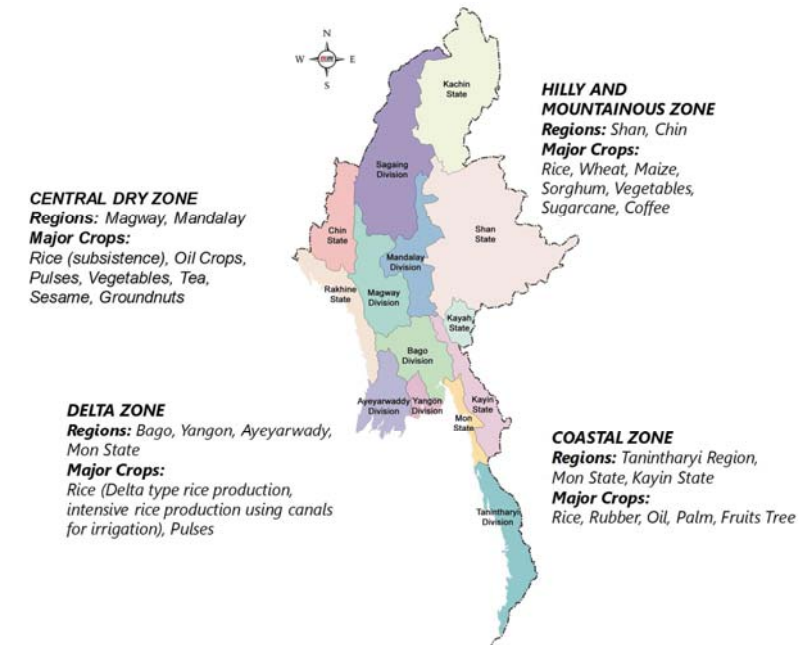 N
W E
S
Kachin
State
HILLY AND
MOUNTAINOUS ZONE
Regions: Shan, Chin
Major Crops:
Rice, Wheat, Maize,
Sorghum, Vegetables,
Sugarcane, Coffee
Sagaing
Division
CENTRAL DRY ZONE
Regions: Magway, Mandalay
Major Crops:
Rice (subsistence), Oil Crops,
Pulses, Vegetables, Tea,
Sesame, Groundnuts
Chin
State
Shan
State
Mandalay
Division
Rakhine
State
Magway
Division
Kayah
State
Bago
Division
Ayeyarwaddy
Division
Yangon
Division
Kayin
State
Mon
State
DELTA ZONE
Regions: Bago, Yangon, Ayeyarwady,
Mon State
Major Crops:
Rice (Delta type rice production,
intensive rice production using canals
for irrigation), Pulses
COASTAL ZONE
Regions: Tanintharyi Region,
Mon State, Kayin State
Major Crops:
Rice, Rubber, Oil, Palm, Fruits Tree
Tanintharyi
Division